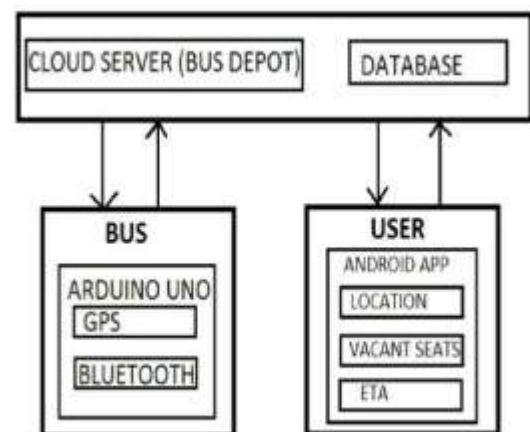 CLOUD SERVER (BUS DEPOT)
DATABASE
BUS
ARDUINO UNO
GPS
BLUETOOTH
USER
ANDROID APP
LOCATION
VACANT SEATS
ETA